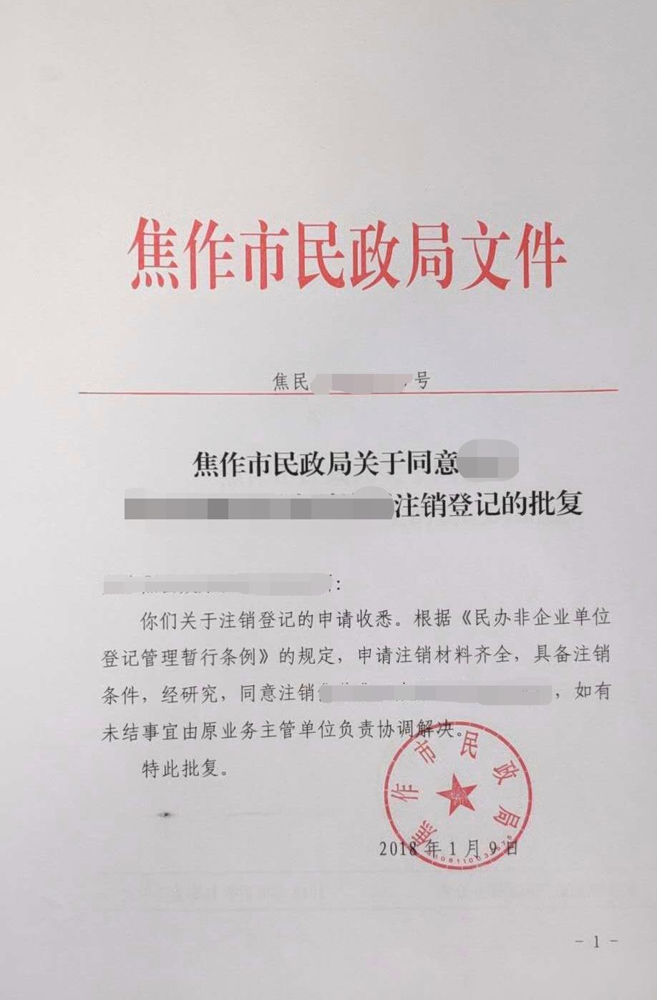 焦作市民政局文件
焦民 号
焦作市民政局关于同意
注销登记的批复
:
你们关于注销登记的申请收悉。根据《民办非企业单位
登记管理暂行条例》的规定，申请注销材料齐全，具备注销
条件，经研究，同意注销 ，如有
未结事宜由原业务主管单位负责协调解决。
特此批复。
焦作市民政局
2018年1月9日
- 1 -